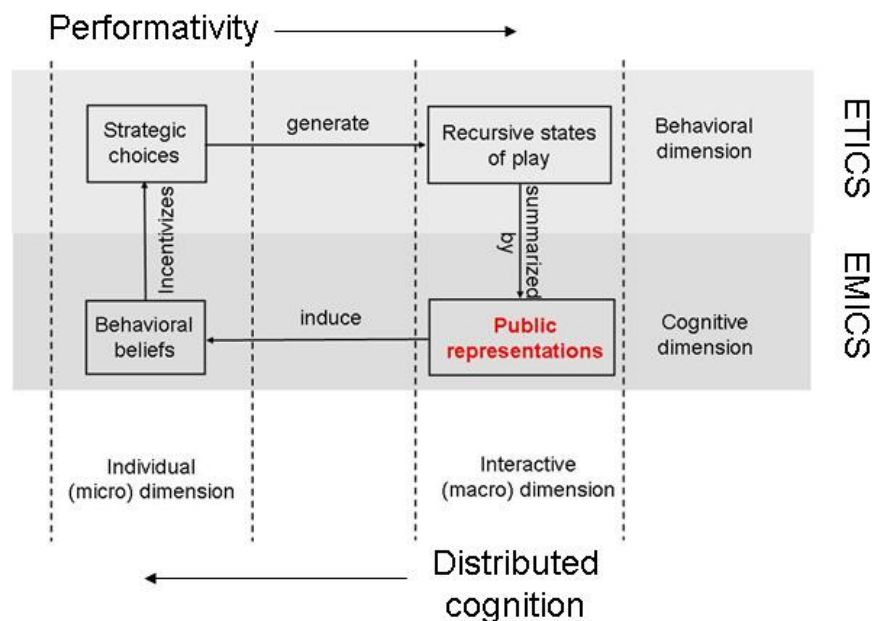 Performativity
Strategic
choices
generate
Recursive states
of play
Behavioral
dimension
ETICS
Incentivizes
summarized
by
Behavioral
beliefs
induce
Public
representations
Cognitive
dimension
EMICS
Individual
(micro) dimension
Interactive
(macro) dimension
Distributed
cognition